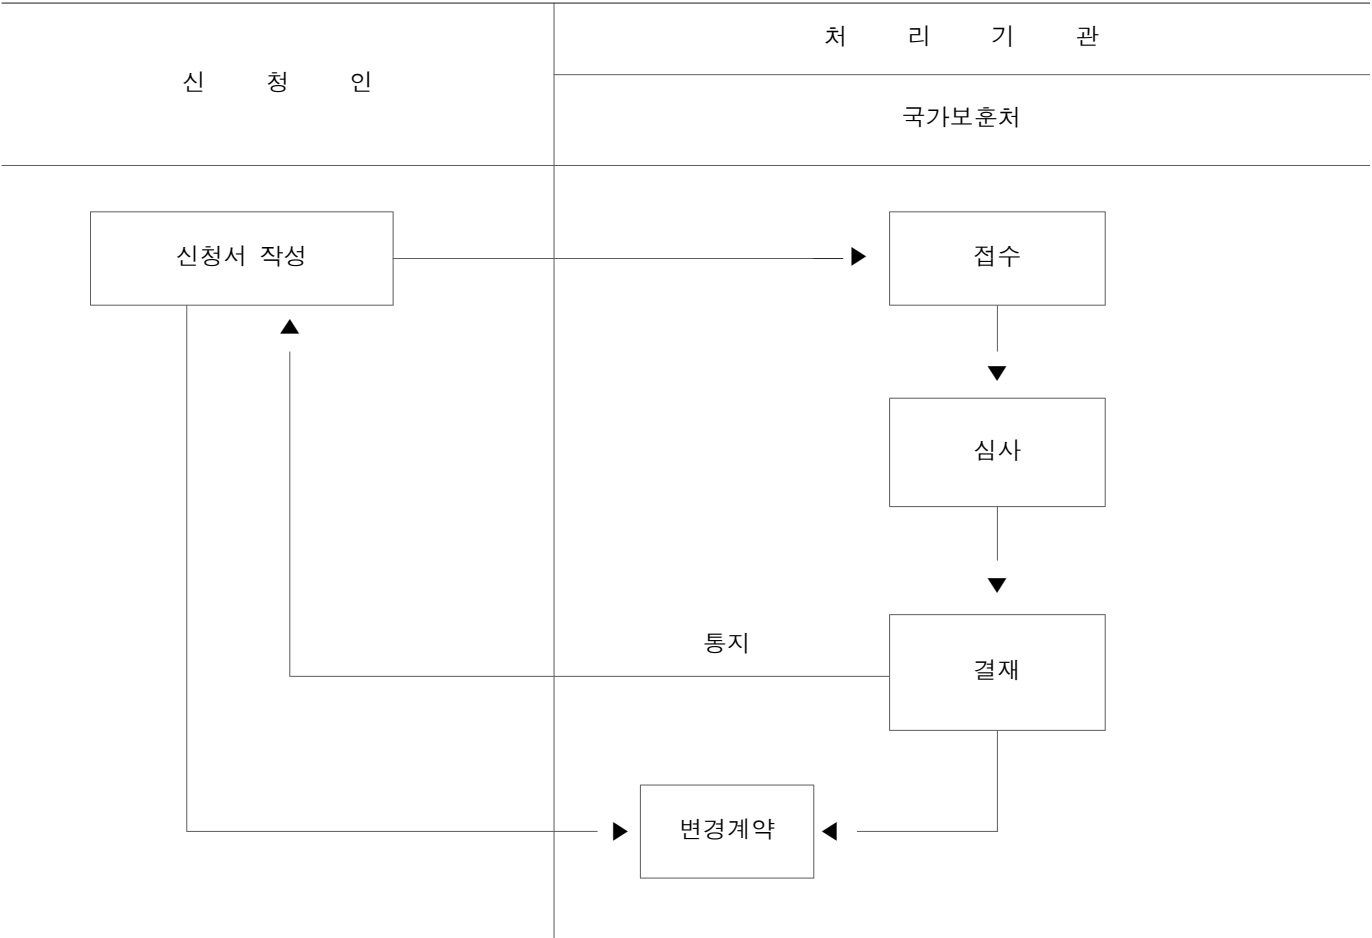 신 청 인
처 리 기 관
국가보훈처
신청서 작성
접수
심사
통지
결재
변경계약